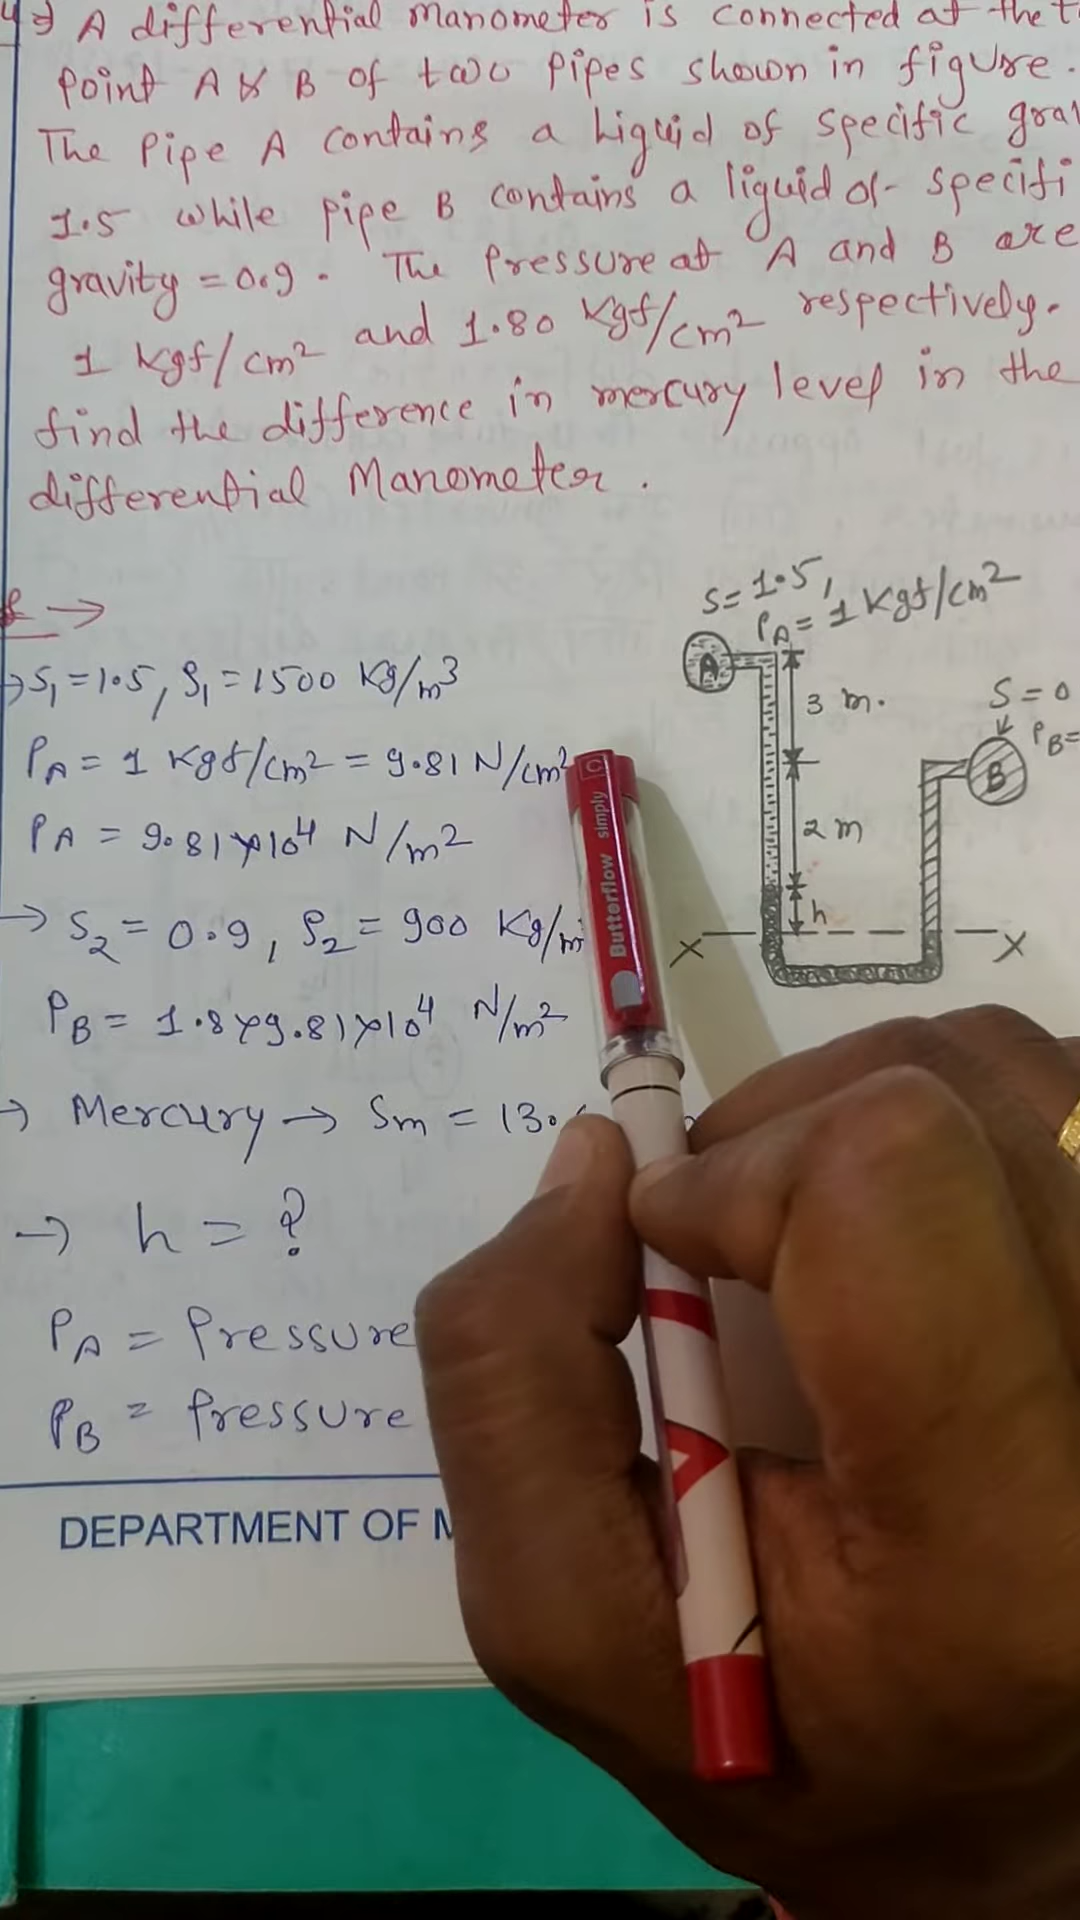 A differential Manometer is connected at the
Point A & B of two pipes shown in figure.
The Pipe A contains a liquid of specific
1.5 while pipe B contains a liquid of specifi
gravity = 0.9. The Pressure at A and B are
1 kgf/cm² and 1.80 kgf/cm² respectively.
find the difference in mercury level in the
differential Manometer.
S = 1.5,
PA = 1 kgf/cm²
A
3 m.
S = 0
PB =
B
2 m
h
X X
→ S₁ = 1.5, ρ₁ = 1500 kg/m³
PA = 1 kgf/cm² = 9.81 N/cm²
PA = 9.81×10⁴ N/m²
→ S₂ = 0.9, ρ₂ = 900 kg/m
PB = 1.8×9.81×10⁴ N/m²
→ Mercury → Sm = 13.
→ h = ?
PA = Pressure
PB = Pressure
DEPARTMENT OF
Butterflow simply